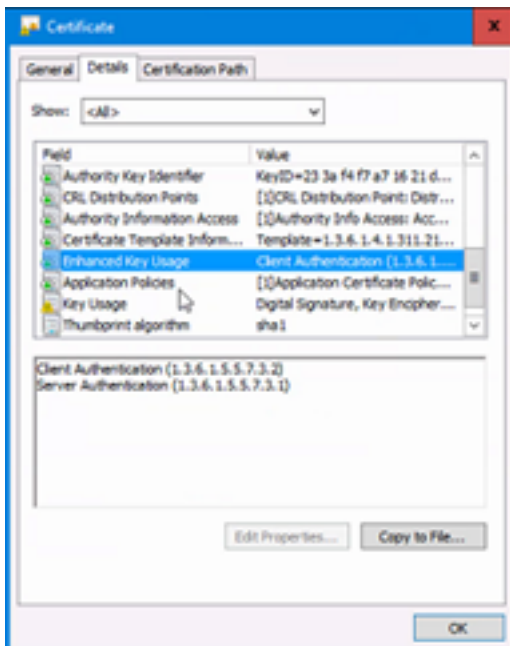 Certificate
General Details Certification Path
Show: <All>
Field Value
Authority Key Identifier KeyID=23 3a f4 f7 a7 16 21 d...
CRL Distribution Points [1]CRL Distribution Point: Distr...
Authority Information Access [1]Authority Info Access: Acc...
Certificate Template Inform... Template=1.3.6.1.4.1.311.21...
Enhanced Key Usage Client Authentication (1.3.6.1....
Application Policies [1]Application Certificate Polic...
Key Usage Digital Signature, Key Encipher....
Thumbprint algorithm sha1
Client Authentication (1.3.6.1.5.5.7.3.2)
Server Authentication (1.3.6.1.5.5.7.3.1)
Edit Properties... Copy to File...
OK